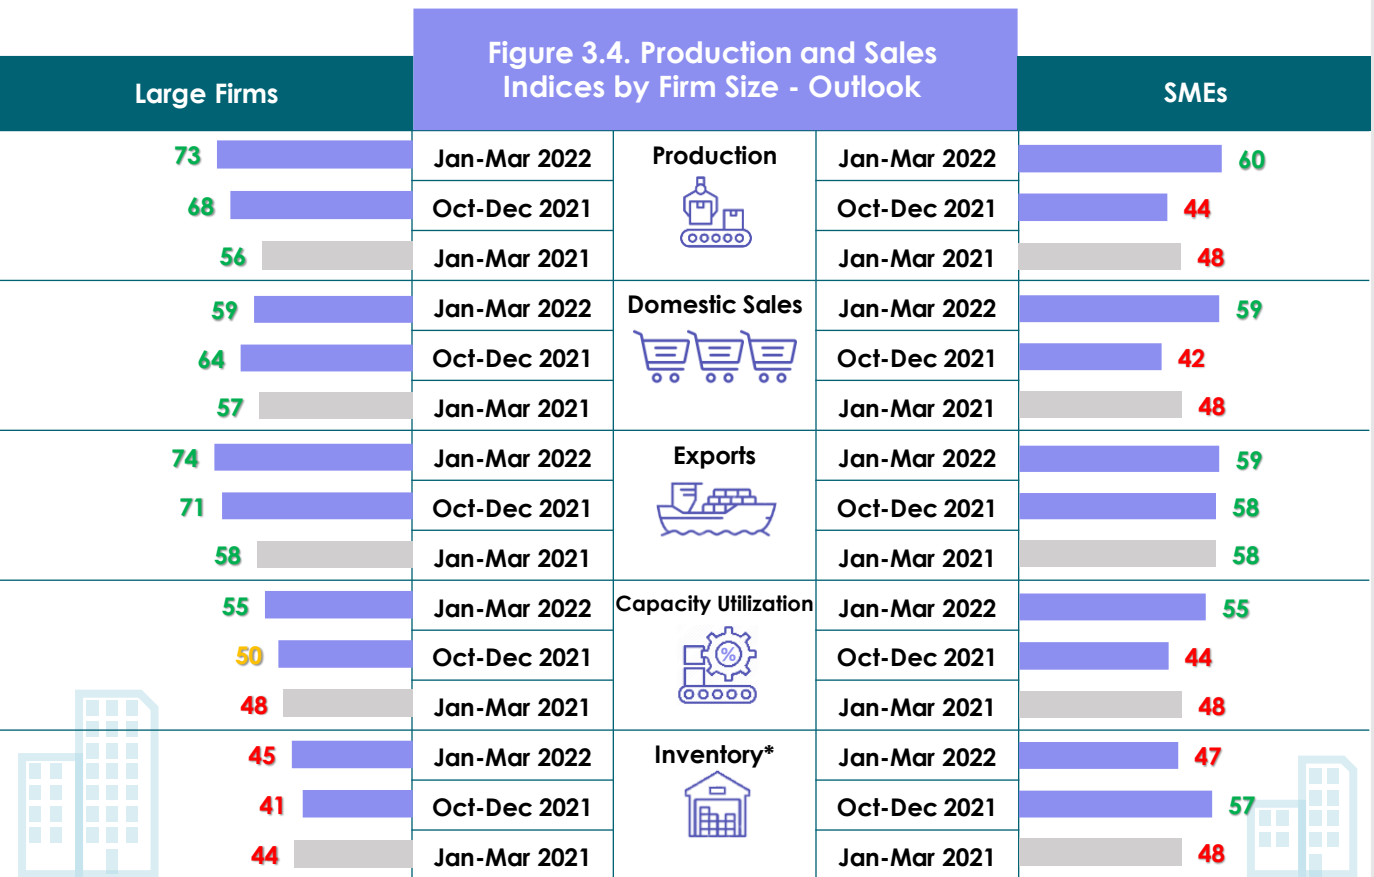 Figure 3.4. Production and Sales
Indices by Firm Size - Outlook
Large Firms
SMEs
73 Jan-Mar 2022 Production Jan-Mar 2022 60
68 Oct-Dec 2021 Oct-Dec 2021 44
56 Jan-Mar 2021 Jan-Mar 2021 48
59 Jan-Mar 2022 Domestic Sales Jan-Mar 2022 59
64 Oct-Dec 2021 Oct-Dec 2021 42
57 Jan-Mar 2021 Jan-Mar 2021 48
74 Jan-Mar 2022 Exports Jan-Mar 2022 59
71 Oct-Dec 2021 Oct-Dec 2021 58
58 Jan-Mar 2021 Jan-Mar 2021 58
55 Jan-Mar 2022 Capacity Utilization Jan-Mar 2022 55
50 Oct-Dec 2021 % Oct-Dec 2021 44
48 Jan-Mar 2021 Jan-Mar 2021 48
45 Jan-Mar 2022 Inventory* Jan-Mar 2022 47
41 Oct-Dec 2021 Oct-Dec 2021 57
44 Jan-Mar 2021 Jan-Mar 2021 48